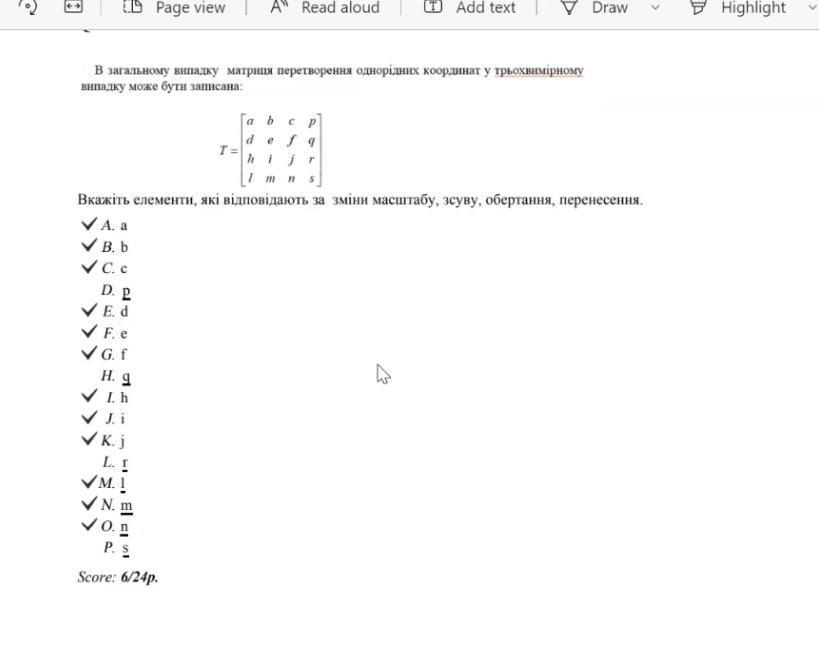 Page view | Read aloud | Add text | Draw Highlight
В загальному випадку матриця перетворення однорідних координат у трьохвимірному
випадку може бути записана:
a b c p
d e f q
T = h i j r
l m n s
Вкажіть елементи, які відповідають за зміни масштабу, зсуву, обертання, перенесення.
✓ A. a
✓ B. b
✓ C. c
D. p
✓ E. d
✓ F. e
✓ G. f
H. q
✓ I. h
✓ J. i
✓ K. j
L. r
✓ M. l
✓ N. m
✓ O. n
P. s
Score: 6/24p.